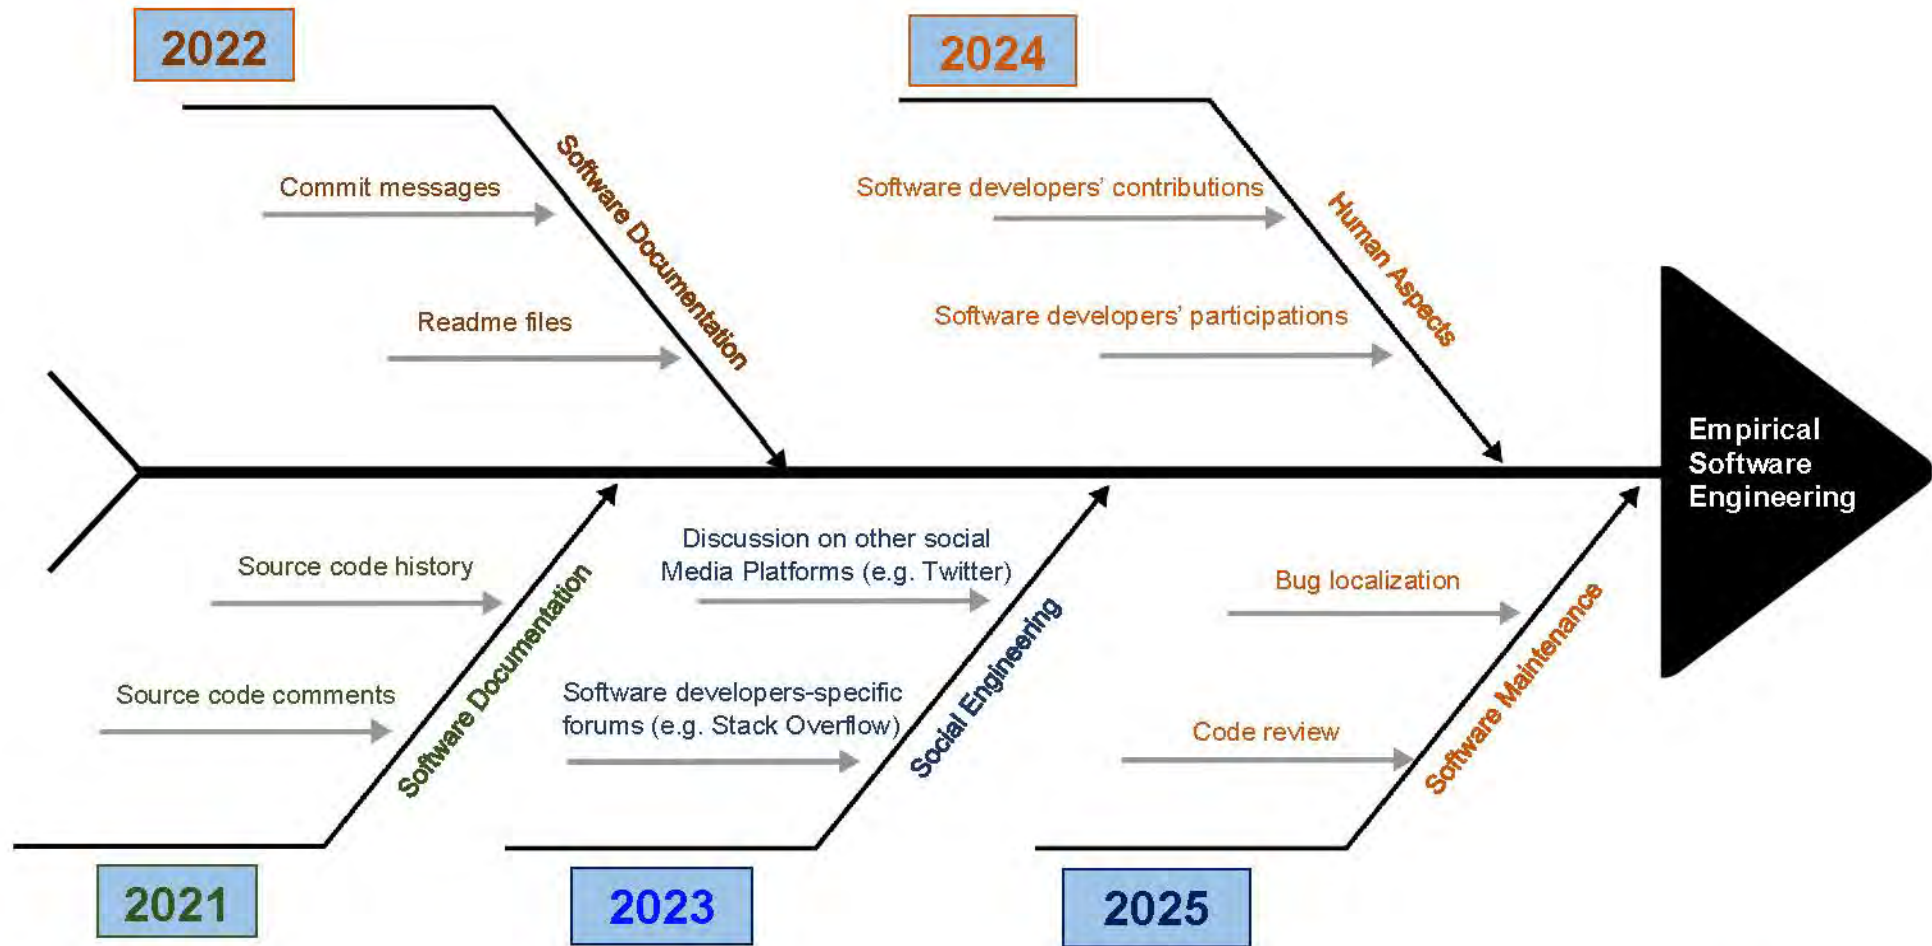 2022
2024
Software Documentation
Commit messages
Readme files
Software developers' contributions
Human Aspects
Software developers' participations
Empirical
Software
Engineering
Source code history
Source code comments
Software Documentation
Discussion on other social
Media Platforms (e.g. Twitter)
Software developers-specific
forums (e.g. Stack Overflow)
Social Engineering
Bug localization
Code review
Software Maintenance
2021
2023
2025